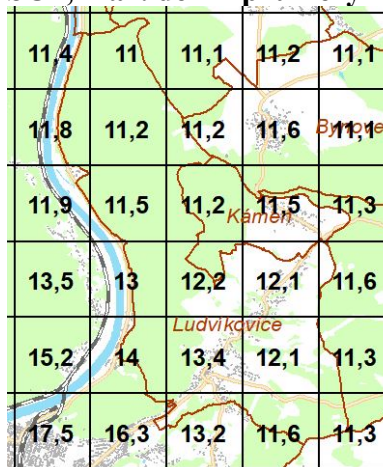 11,4 11 11,1 11,2 11,1
11,8 11,2 11,2 11,6 11,1
Bynove
11,9 11,5 11,2 11,5 11,3
Kámen
13,5 13 12,2 12,1 11,6
Ludvíkovice
15,2 14 13,4 12,1 11,3
17,5 16,3 13,2 11,6 11,3